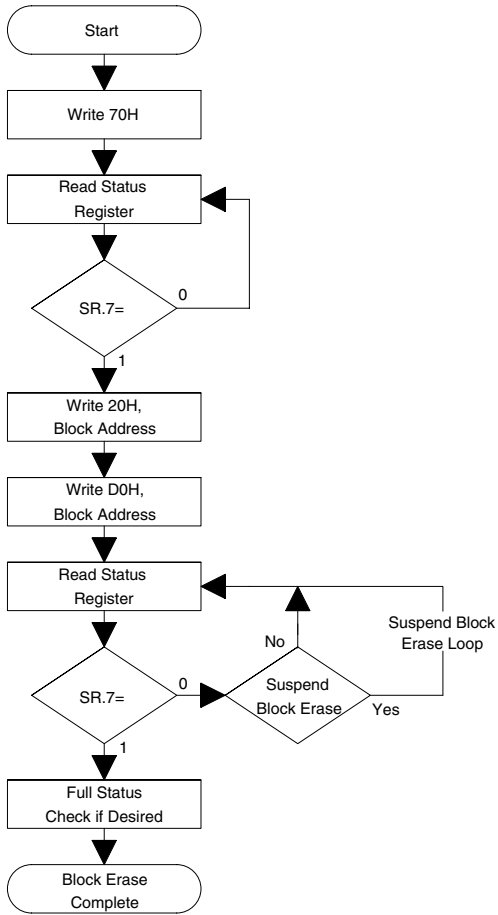 Start
Write 70H
Read Status
Register
SR.7=
0
1
Write 20H,
Block Address
Write D0H,
Block Address
Read Status
Register
Suspend Block
Erase Loop
No
SR.7=
0
Suspend
Block Erase
Yes
1
Full Status
Check if Desired
Block Erase
Complete